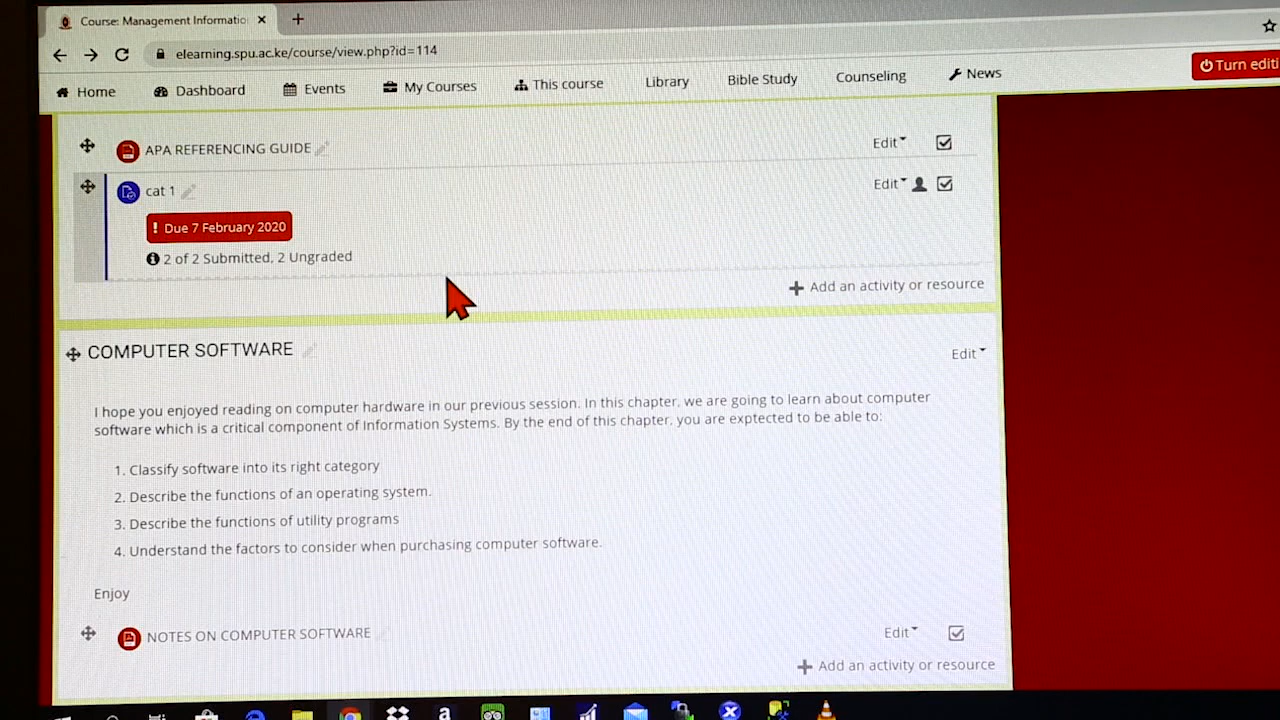 Course: Management Informatio
elearning.spu.ac.ke/course/view.php?id=114
Home Dashboard Events My Courses This course Library Bible Study Counseling News Turn editi
APA REFERENCING GUIDE Edit
cat 1 Edit
! Due 7 February 2020
2 of 2 Submitted, 2 Ungraded
Add an activity or resource
COMPUTER SOFTWARE
Edit
I hope you enjoyed reading on computer hardware in our previous session. In this chapter, we are going to learn about computer
software which is a critical component of Information Systems. By the end of this chapter, you are exptected to be able to:
1. Classify software into its right category
2. Describe the functions of an operating system.
3. Describe the functions of utility programs
4. Understand the factors to consider when purchasing computer software.
Enjoy
NOTES ON COMPUTER SOFTWARE Edit
Add an activity or resource